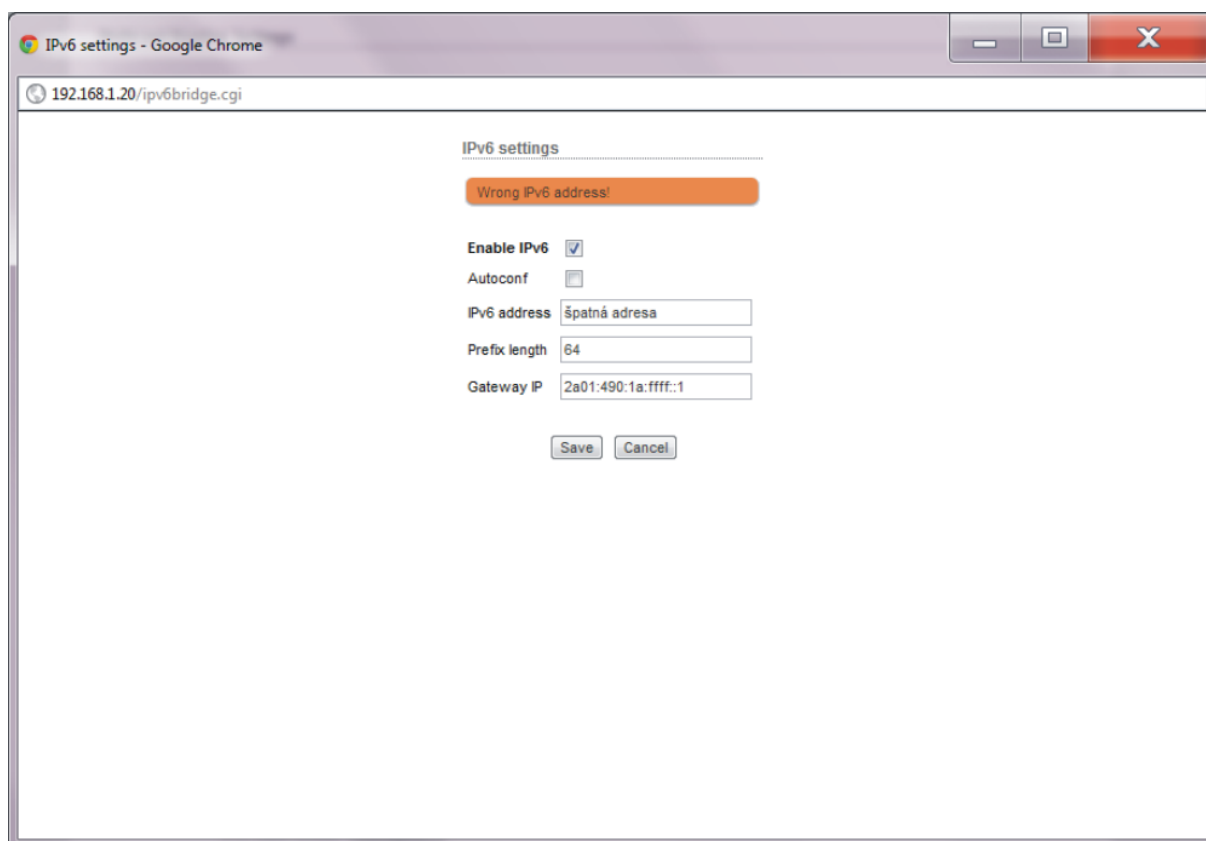 IPv6 settings - Google Chrome
192.168.1.20/ipv6bridge.cgi
IPv6 settings
Wrong IPv6 address!
Enable IPv6
Autoconf
IPv6 address špatná adresa
Prefix length 64
Gateway IP 2a01:490:1a:ffff::1
Save Cancel